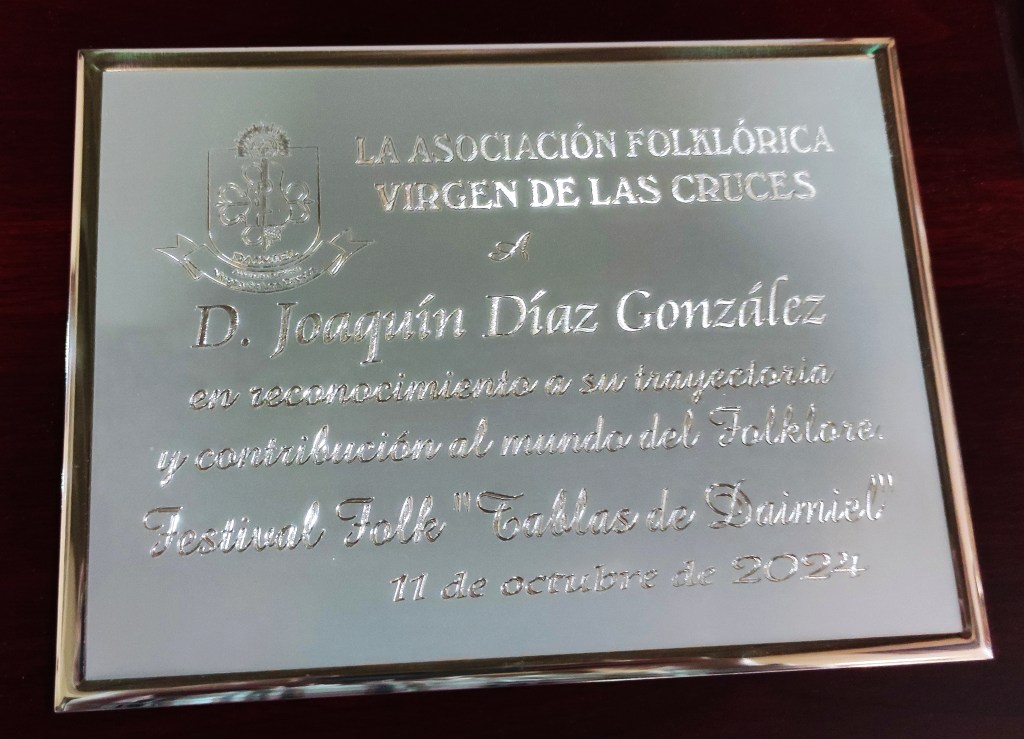 LA ASOCIACIÓN FOLKLÓRICA
VIRGEN DE LAS CRUCES
A
D. Joaquín Díaz González
en reconocimiento a su trayectoria
y contribución al mundo del Folklore.
Festival Folk "Tablas de Daimiel"
11 de octubre de 2024
DAIMIEL